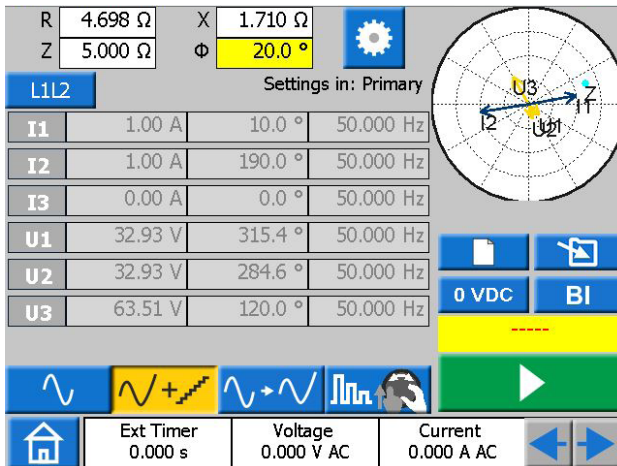 R 4.698 Ω X 1.710 Ω
Z 5.000 Ω Φ 20.0 °
L1L2 Settings in: Primary
I1 1.00 A 10.0 ° 50.000 Hz
I2 1.00 A 190.0 ° 50.000 Hz
I3 0.00 A 0.0 ° 50.000 Hz
U1 32.93 V 315.4 ° 50.000 Hz
U2 32.93 V 284.6 ° 50.000 Hz
U3 63.51 V 120.0 ° 50.000 Hz
U3
Z
I1
I2
U2
U1
0 VDC BI
-----
Ext Timer Voltage Current
0.000 s 0.000 V AC 0.000 A AC